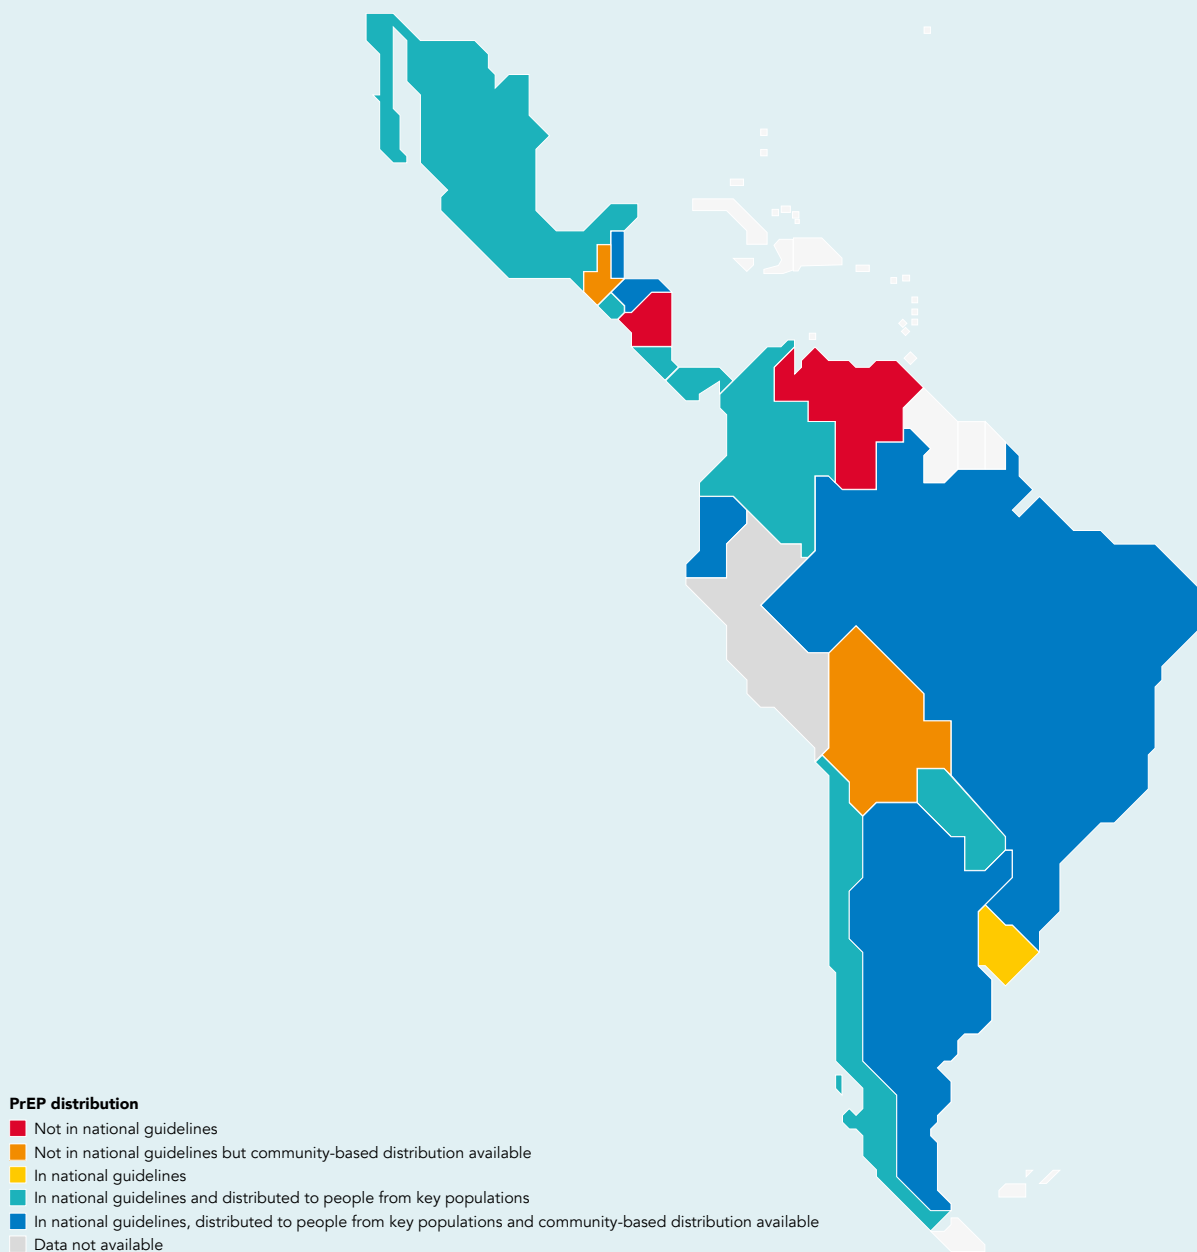 PrEP distribution
Not in national guidelines
Not in national guidelines but community-based distribution available
In national guidelines
In national guidelines and distributed to people from key populations
In national guidelines, distributed to people from key populations and community-based distribution available
Data not available